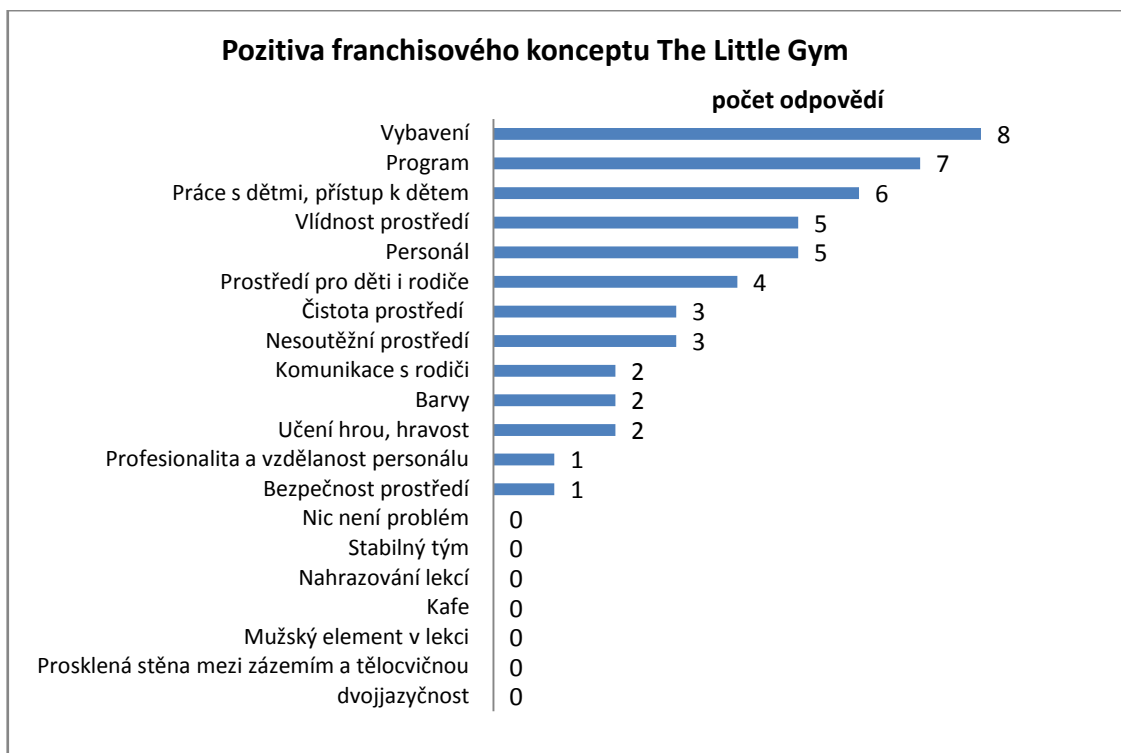 Pozitiva franchisového konceptu The Little Gym
počet odpovědí
Vybavení 8
Program 7
Práce s dětmi, přístup k dětem 6
Vlídnost prostředí 5
Personál 5
Prostředí pro děti i rodiče 4
Čistota prostředí 3
Nesoutěžní prostředí 3
Komunikace s rodiči 2
Barvy 2
Učení hrou, hravost 2
Profesionalita a vzdělanost personálu 1
Bezpečnost prostředí 1
Nic není problém 0
Stabilný tým 0
Nahrazování lekcí 0
Kafe 0
Mužský element v lekci 0
Prosklená stěna mezi zázemím a tělocvičnou 0
dvojjazyčnost 0